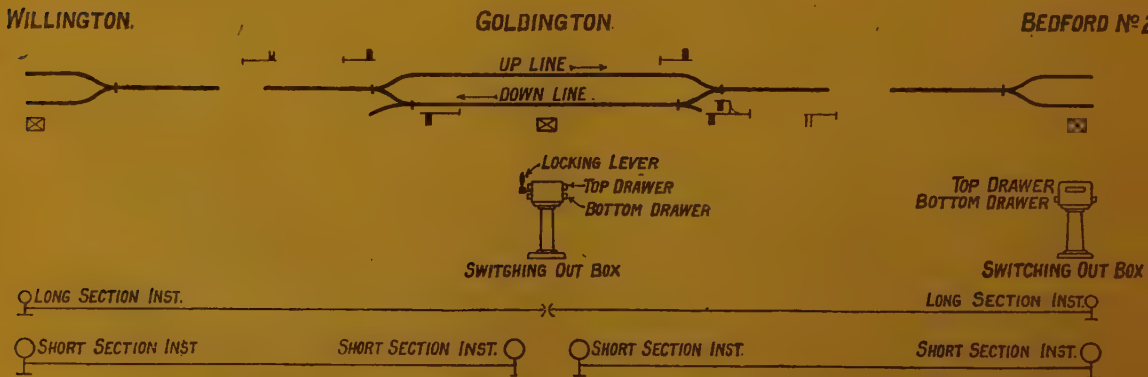 WILLINGTON.
GOLDINGTON.
BEDFORD Nº 2
UP LINE
DOWN LINE.
LOCKING LEVER
TOP DRAWER
BOTTOM DRAWER
TOP DRAWER
BOTTOM DRAWER
SWITCHING OUT BOX
SWITCHING OUT BOX
LONG SECTION INST.
LONG SECTION INST.
SHORT SECTION INST
SHORT SECTION INST.
SHORT SECTION INST.
SHORT SECTION INST.